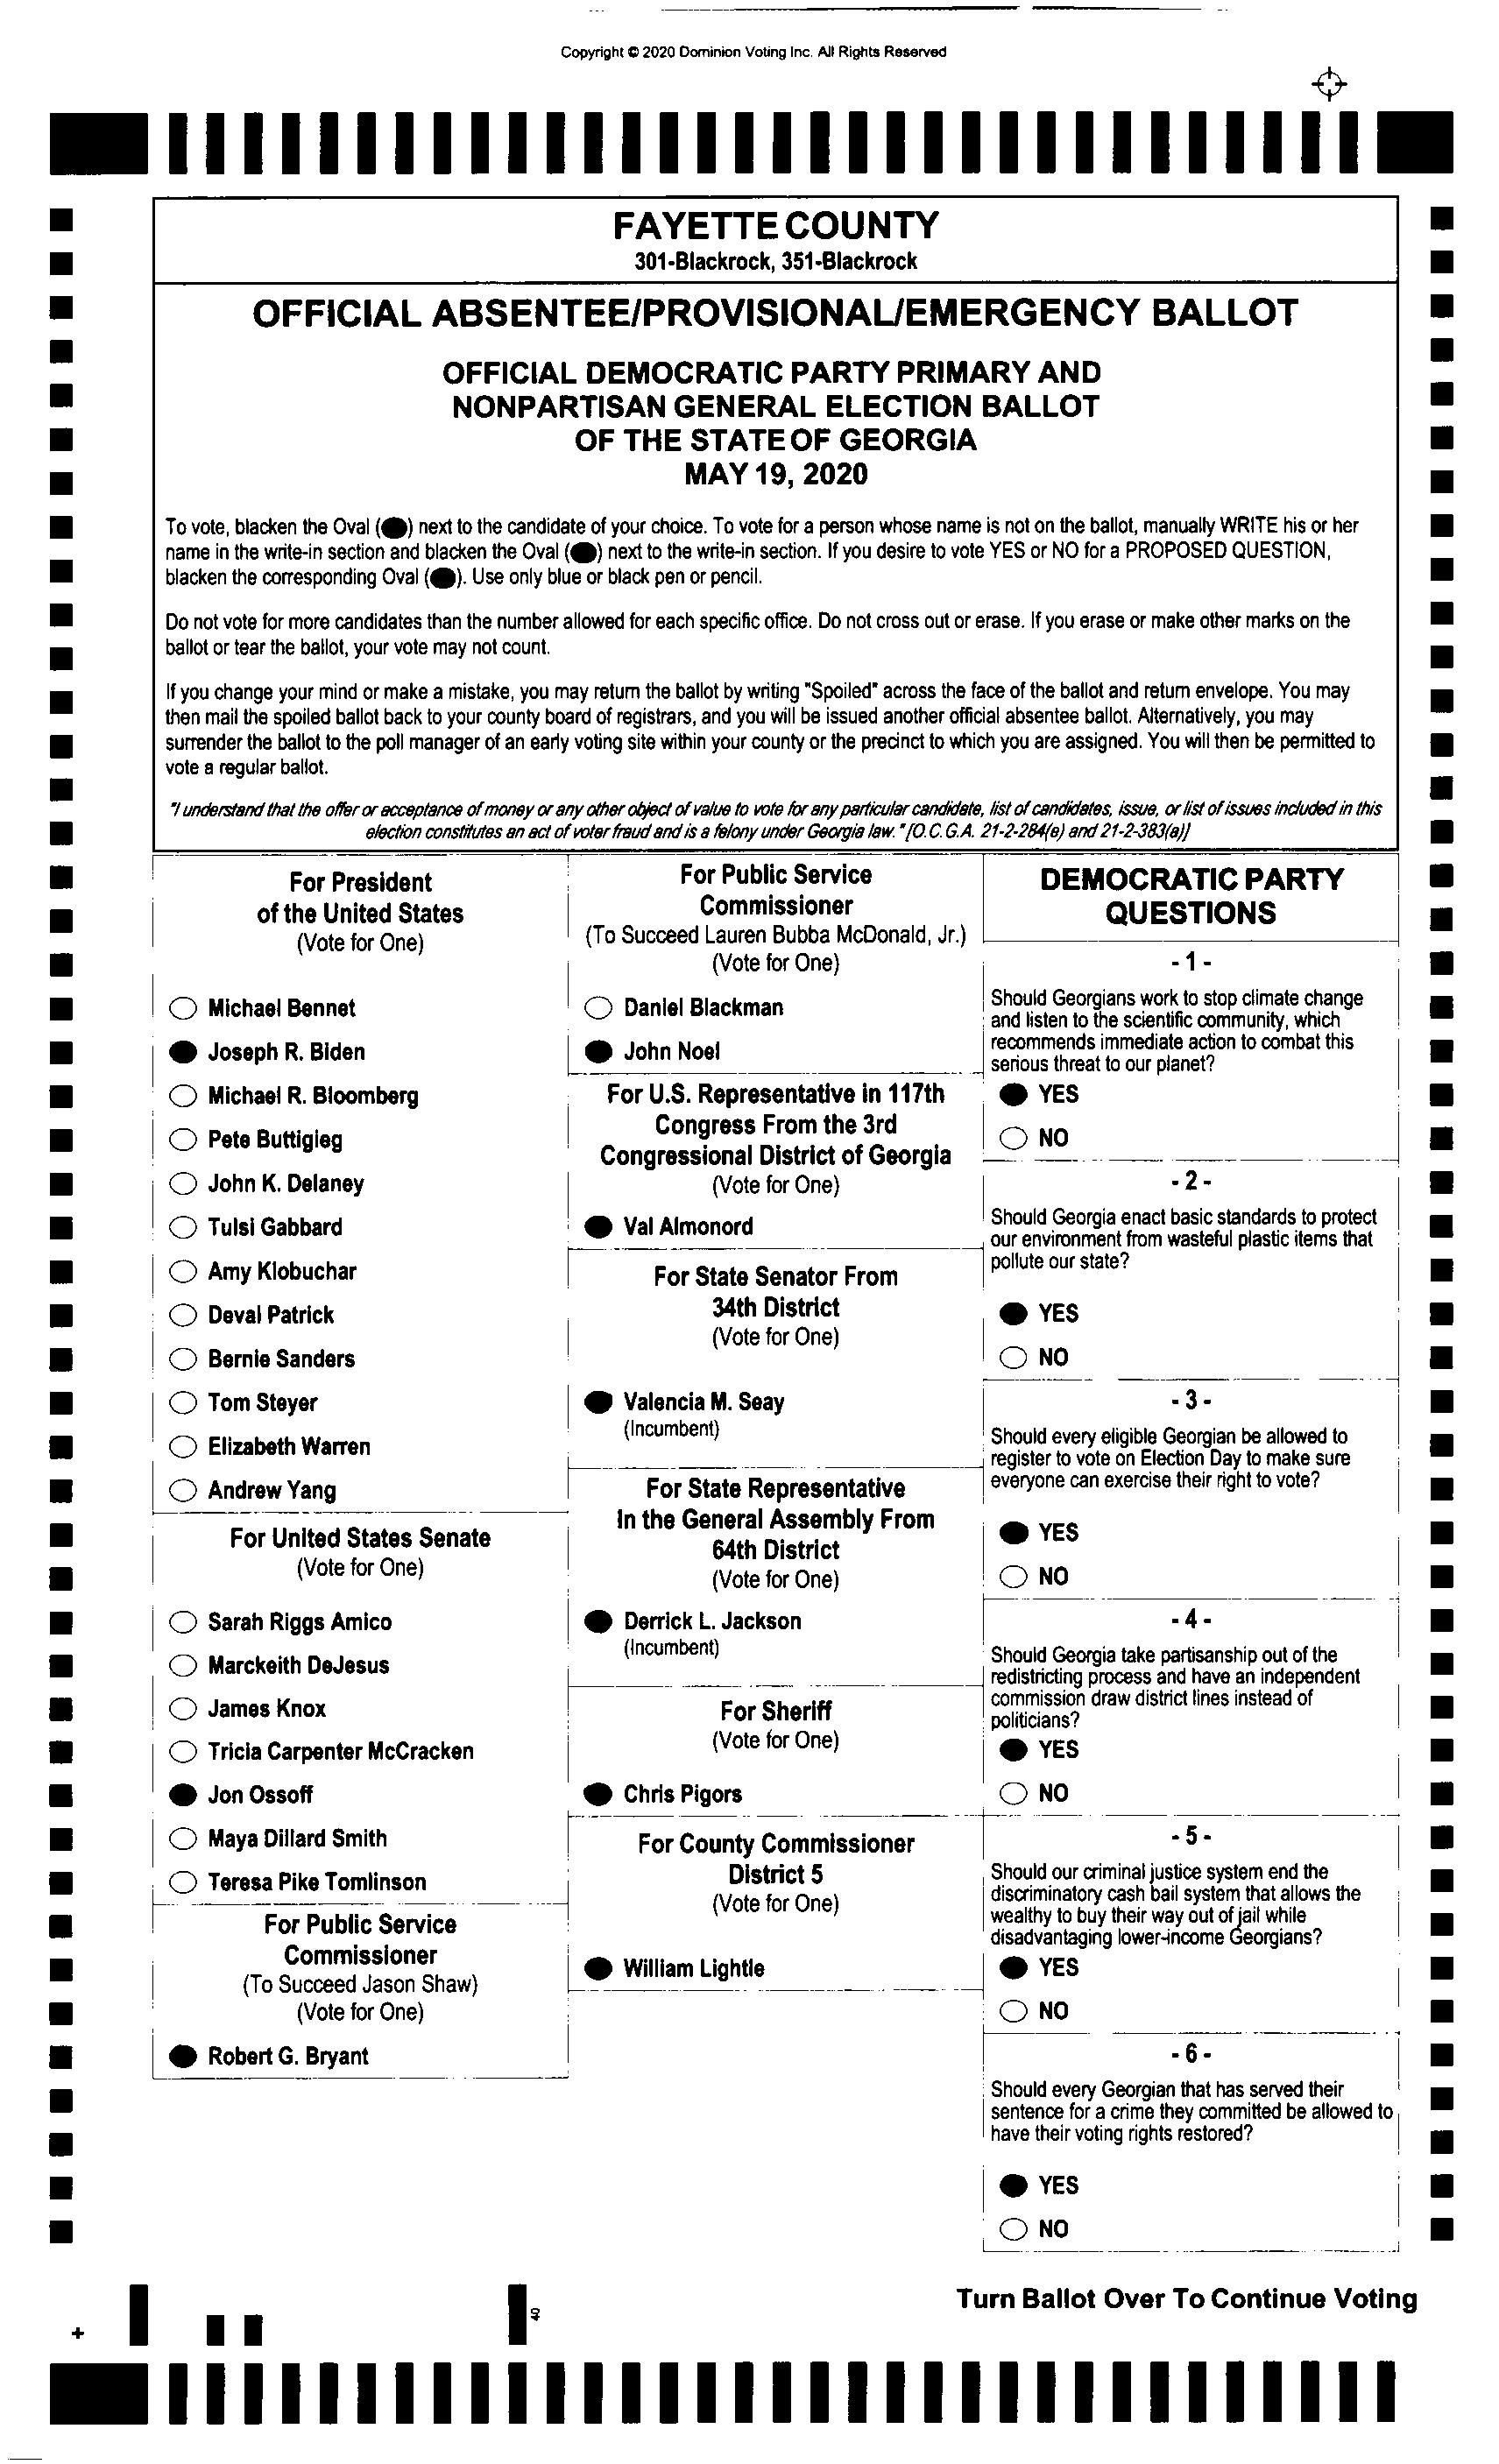 Copyright © 2020 Dominion Voting Inc. All Rights Reserved
FAYETTE COUNTY
301-Blackrock, 351-Blackrock
OFFICIAL ABSENTEE/PROVISIONAL/EMERGENCY BALLOT
OFFICIAL DEMOCRATIC PARTY PRIMARY AND
NONPARTISAN GENERAL ELECTION BALLOT
OF THE STATE OF GEORGIA
MAY 19, 2020
To vote, blacken the Oval ( ) next to the candidate of your choice. To vote for a person whose name is not on the ballot, manually WRITE his or her
name in the write-in section and blacken the Oval ( ) next to the write-in section. If you desire to vote YES or NO for a PROPOSED QUESTION,
blacken the corresponding Oval ( ). Use only blue or black pen or pencil.
Do not vote for more candidates than the number allowed for each specific office. Do not cross out or erase. If you erase or make other marks on the
ballot or tear the ballot, your vote may not count.
If you change your mind or make a mistake, you may return the ballot by writing "Spoiled" across the face of the ballot and return envelope. You may
then mail the spoiled ballot back to your county board of registrars, and you will be issued another official absentee ballot. Alternatively, you may
surrender the ballot to the poll manager of an early voting site within your county or the precinct to which you are assigned. You will then be permitted to
vote a regular ballot.
"I understand that the offer or acceptance of money or any other object of value to vote for any particular candidate, list of candidates, issue, or list of issues included in this
election constitutes an act of voter fraud and is a felony under Georgia law. "[O.C.G.A. 21-2-284(e) and 21-2-383(a)]
For President
of the United States
(Vote for One)
Michael Bennet
Joseph R. Biden
Michael R. Bloomberg
Pete Buttigieg
John K. Delaney
Tulsi Gabbard
Amy Klobuchar
Deval Patrick
Bernie Sanders
Tom Steyer
Elizabeth Warren
Andrew Yang
For United States Senate
(Vote for One)
Sarah Riggs Amico
Marckeith DeJesus
James Knox
Tricia Carpenter McCracken
Jon Ossoff
Maya Dillard Smith
Teresa Pike Tomlinson
For Public Service
Commissioner
(To Succeed Jason Shaw)
(Vote for One)
Robert G. Bryant
For Public Service
Commissioner
(To Succeed Lauren Bubba McDonald, Jr.)
(Vote for One)
Daniel Blackman
John Noel
For U.S. Representative in 117th
Congress From the 3rd
Congressional District of Georgia
(Vote for One)
Val Almonord
For State Senator From
34th District
(Vote for One)
Valencia M. Seay
(Incumbent)
For State Representative
In the General Assembly From
64th District
(Vote for One)
Derrick L. Jackson
(Incumbent)
For Sheriff
(Vote for One)
Chris Pigors
For County Commissioner
District 5
(Vote for One)
William Lightle
DEMOCRATIC PARTY
QUESTIONS
- 1 -
Should Georgians work to stop climate change
and listen to the scientific community, which
recommends immediate action to combat this
serious threat to our planet?
YES
NO
- 2 -
Should Georgia enact basic standards to protect
our environment from wasteful plastic items that
pollute our state?
YES
NO
- 3 -
Should every eligible Georgian be allowed to
register to vote on Election Day to make sure
everyone can exercise their right to vote?
YES
NO
- 4 -
Should Georgia take partisanship out of the
redistricting process and have an independent
commission draw district lines instead of
politicians?
YES
NO
- 5 -
Should our criminal justice system end the
discriminatory cash bail system that allows the
wealthy to buy their way out of jail while
disadvantaging lower-income Georgians?
YES
NO
- 6 -
Should every Georgian that has served their
sentence for a crime they committed be allowed to
have their voting rights restored?
YES
NO
Turn Ballot Over To Continue Voting
40